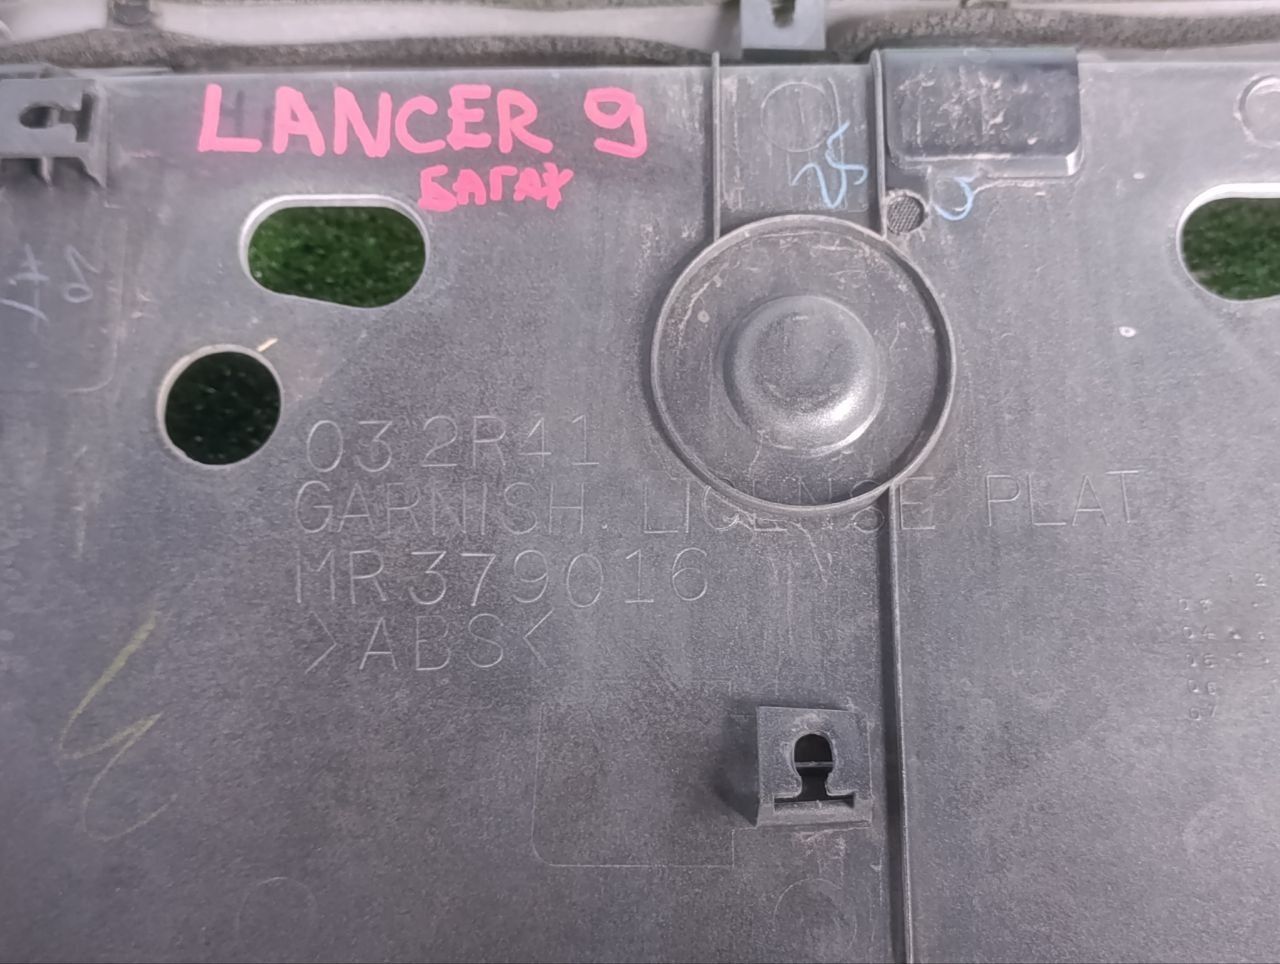 LANCER 9
БАГАЖ
032R41
GARNISH. LICENSE PLAT
MR379016
>ABS<